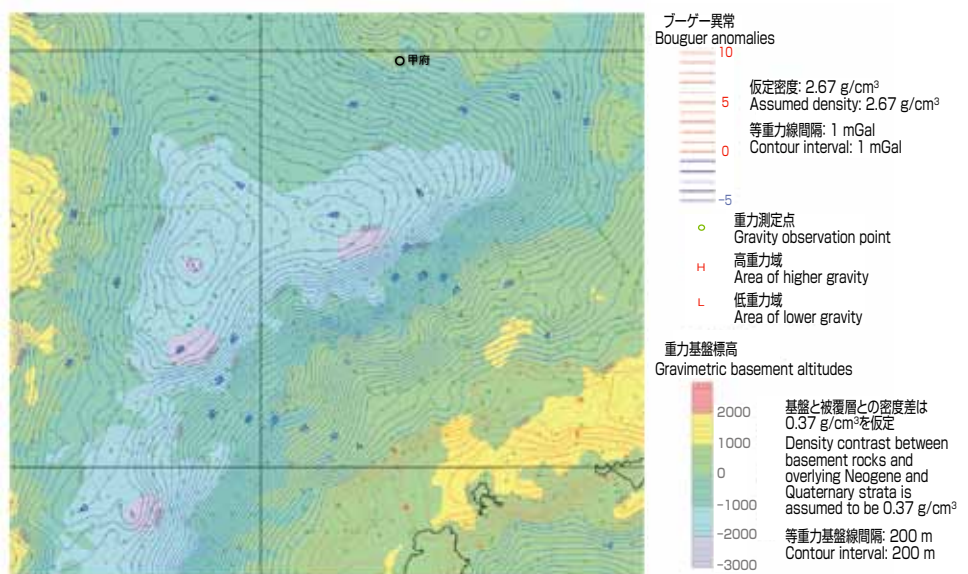 甲府
ブーゲー異常
Bouguer anomalies
10
5
0
-5
仮定密度: 2.67 g/cm³
Assumed density: 2.67 g/cm³
等重力線間隔: 1 mGal
Contour interval: 1 mGal
重力測定点
Gravity observation point
H
高重力域
Area of higher gravity
L
低重力域
Area of lower gravity
重力基盤標高
Gravimetric basement altitudes
2000
1000
0
-1000
-2000
-3000
基盤と被覆層との密度差は
0.37 g/cm³を仮定
Density contrast between
basement rocks and
overlying Neogene and
Quaternary strata is
assumed to be 0.37 g/cm³
等重力基盤線間隔: 200 m
Contour interval: 200 m